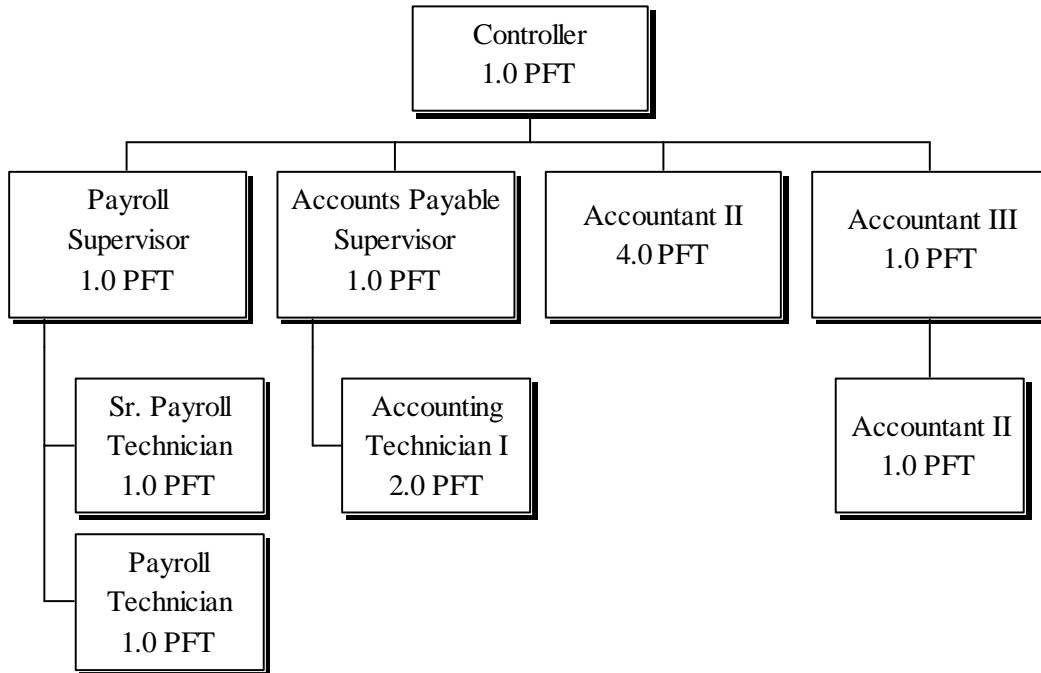 Controller
1.0 PFT
Payroll
Supervisor
1.0 PFT
Accounts Payable
Supervisor
1.0 PFT
Accountant II
4.0 PFT
Accountant III
1.0 PFT
Sr. Payroll
Technician
1.0 PFT
Accounting
Technician I
2.0 PFT
Accountant II
1.0 PFT
Payroll
Technician
1.0 PFT